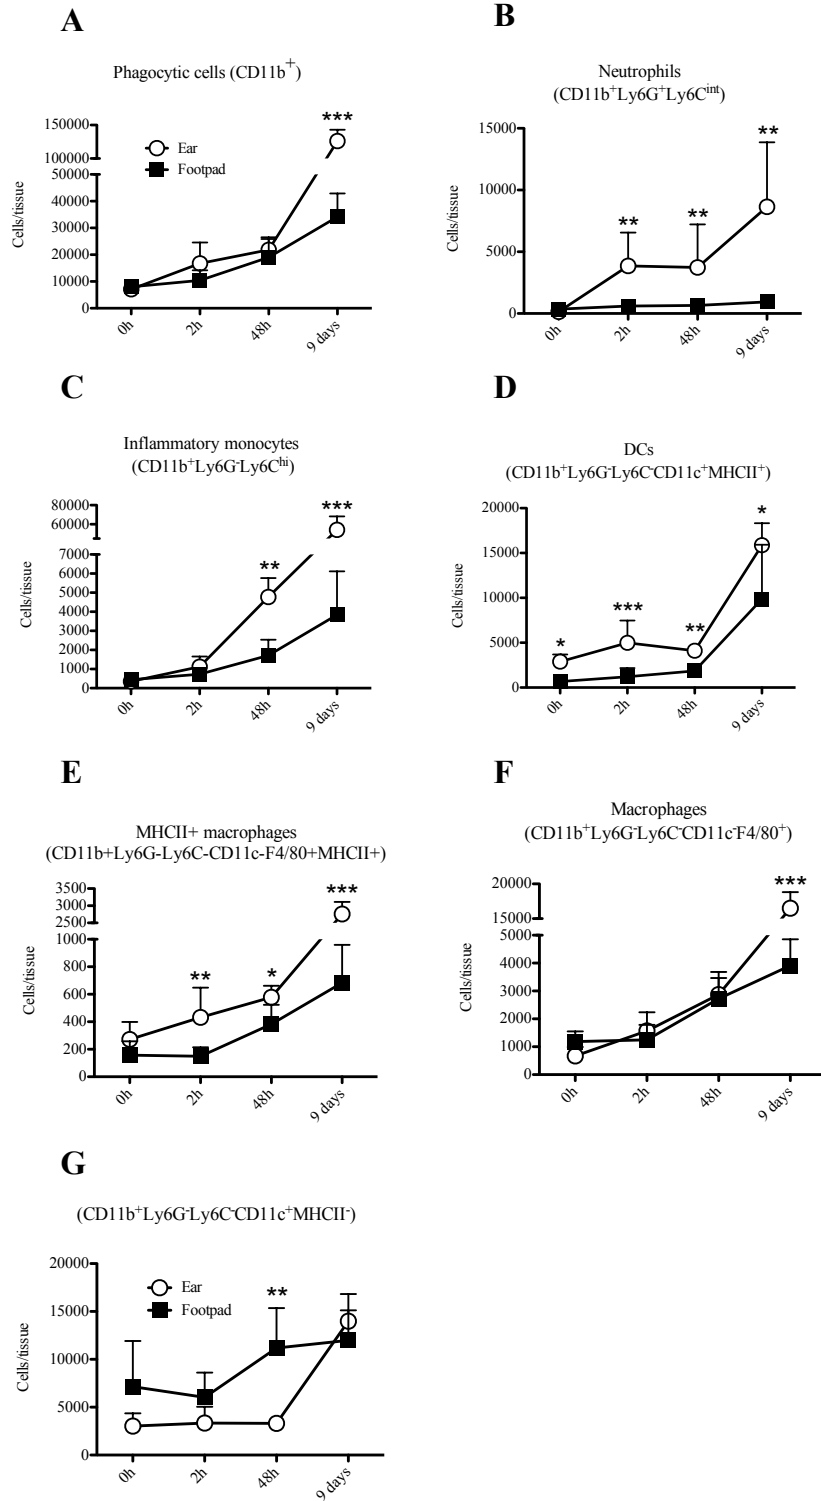 A
Phagocytic cells (CD11b+)
***
150000
100000
50000
40000
30000
20000
10000
0
Cells/tissue
Ear
Footpad
0h
2h
48h
9 days
B
Neutrophils
(CD11b+Ly6G+Ly6Cint)
**
**
**
15000
10000
5000
0
Cells/tissue
0h
2h
48h
9 days
C
Inflammatory monocytes
(CD11b+Ly6G-Ly6Chi)
***
**
80000
60000
7000
6000
5000
4000
3000
2000
1000
0
Cells/tissue
0h
2h
48h
9 days
D
DCs
(CD11b+Ly6G-Ly6C-CD11c+MHCII+)
*
***
**
*
20000
15000
10000
5000
0
Cells/tissue
0h
2h
48h
9 days
E
MHCII+ macrophages
(CD11b+Ly6G-Ly6C-CD11c-F4/80+MHCII+)
***
**
*
3500
3000
2500
1000
800
600
400
200
0
Cells/tissue
0h
2h
48h
9 days
F
Macrophages
(CD11b+Ly6G-Ly6C-CD11c-F4/80+)
***
20000
15000
5000
4000
3000
2000
1000
0
Cells/tissue
0h
2h
48h
9 days
G
(CD11b+Ly6G-Ly6C-CD11c+MHCII-)
20000
15000
10000
5000
0
Cells/tissue
Ear
Footpad
**
0h
2h
48h
9 days